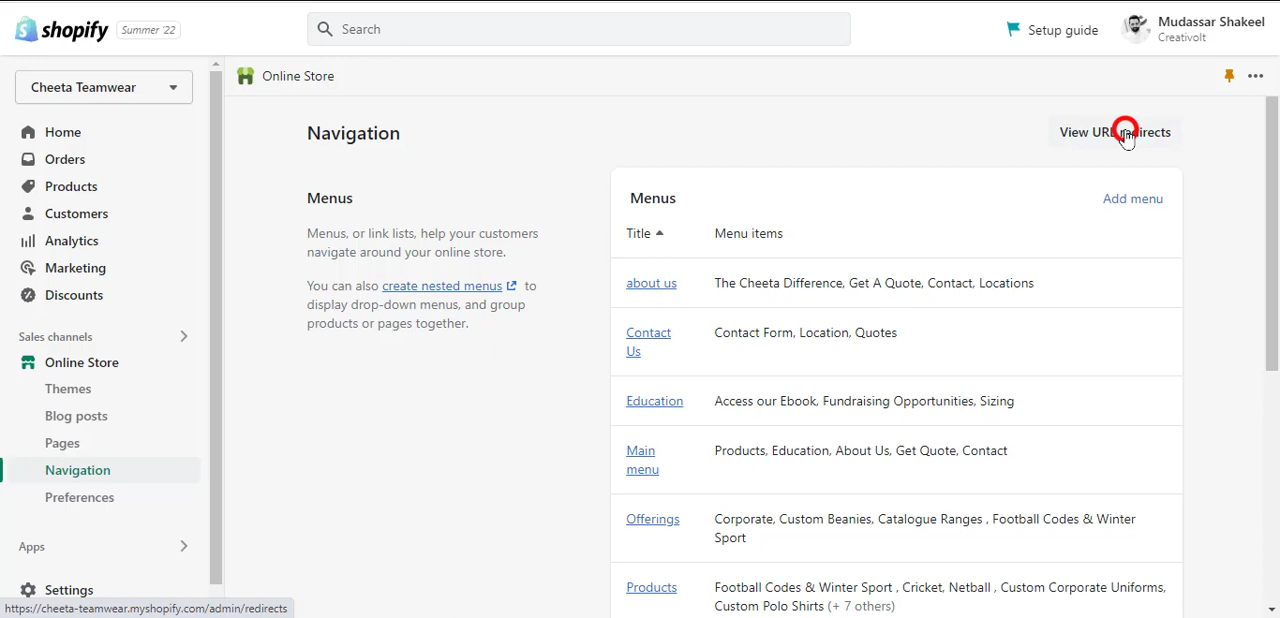 shopify Summer '22
Search
Setup guide
Mudassar Shakeel
Creativolt
Cheeta Teamwear
Online Store
Home
Orders
Products
Customers
Analytics
Marketing
Discounts
Sales channels
Online Store
Themes
Blog posts
Pages
Navigation
Preferences
Apps
Settings
https://cheeta-teamwear.myshopify.com/admin/redirects
Navigation
View URL redirects
Menus
Menus, or link lists, help your customers
navigate around your online store.
You can also create nested menus to
display drop-down menus, and group
products or pages together.
Menus
Add menu
Title Menu items
about us The Cheeta Difference, Get A Quote, Contact, Locations
Contact Contact Form, Location, Quotes
Us
Education Access our Ebook, Fundraising Opportunities, Sizing
Main Products, Education, About Us, Get Quote, Contact
menu
Offerings Corporate, Custom Beanies, Catalogue Ranges , Football Codes & Winter
Sport
Products Football Codes & Winter Sport , Cricket, Netball , Custom Corporate Uniforms,
Custom Polo Shirts (+ 7 others)